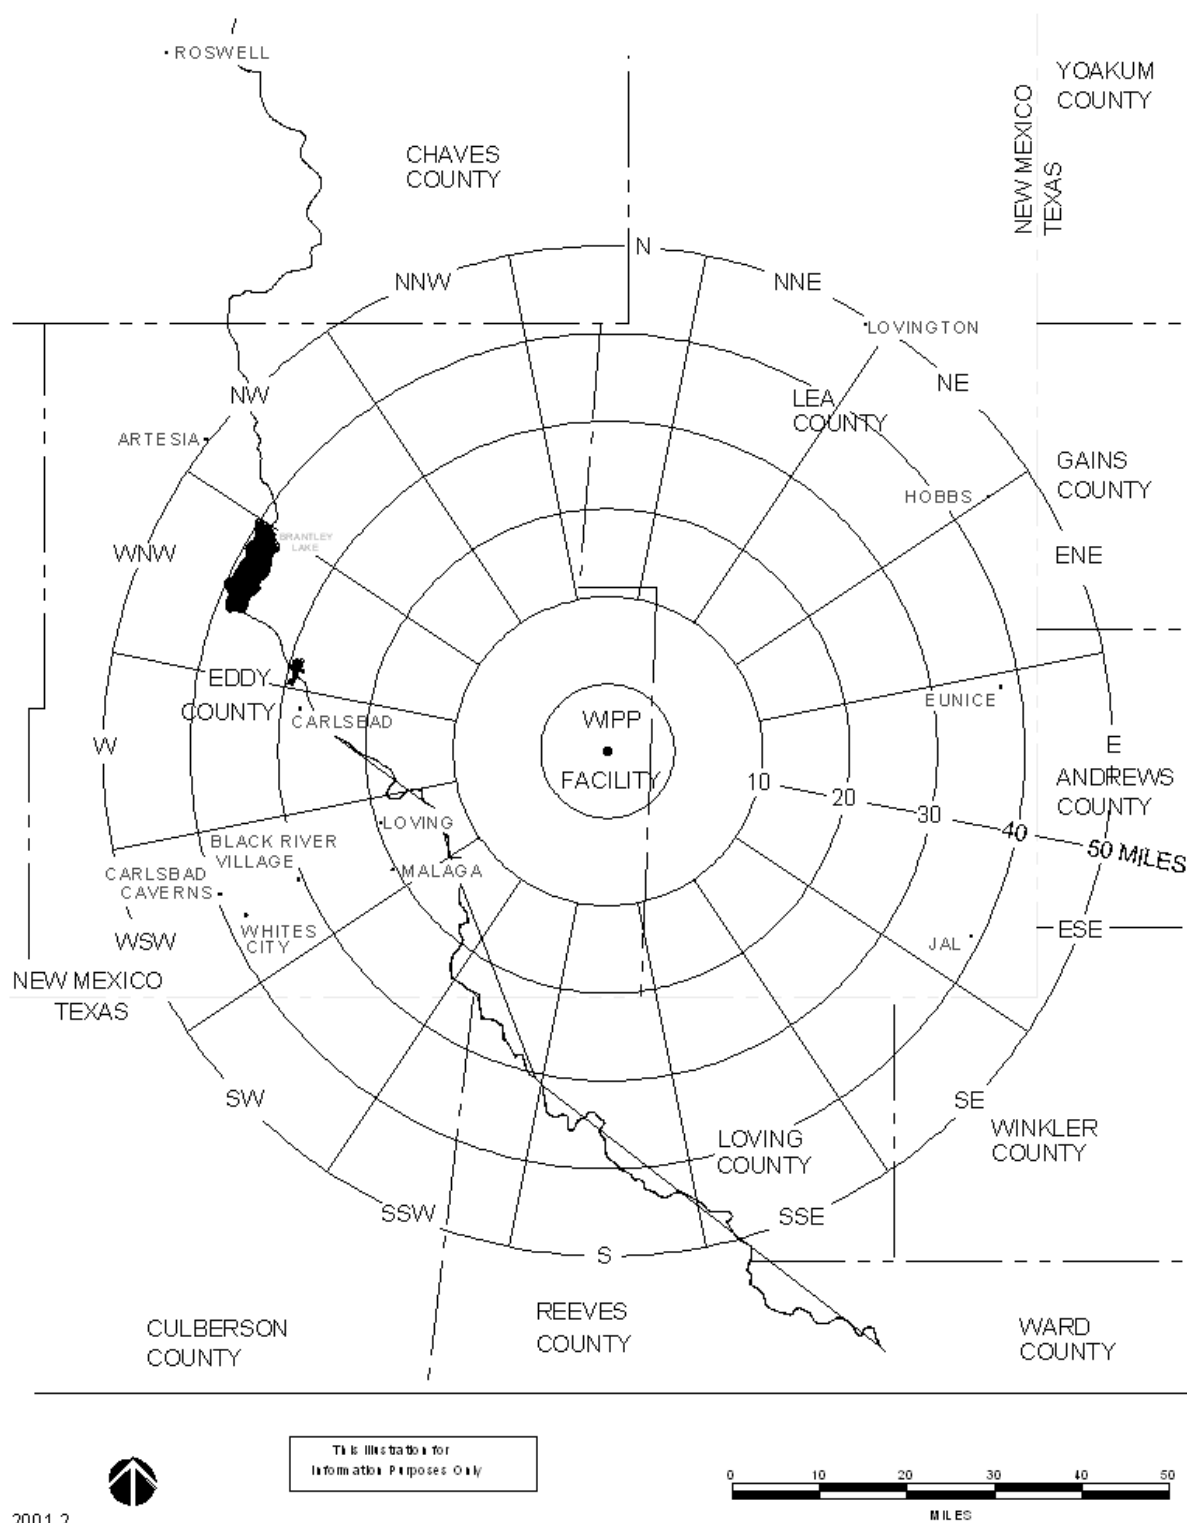 ROSWELL
YOAKUM
COUNTY
NEW MEXICO
TEXAS
CHAVES
COUNTY
N
NNW
NNE
LOVINGTON
NW
NE
LEA
COUNTY
ARTESIA
GAINS
COUNTY
HOBBS
BRANTLEY
LAKE
WNW
ENE
EDDY
COUNTY
EUNICE
CARLSBAD
WIPP
FACILITY
W
E
ANDREWS
COUNTY
10
20
30
40
50 MILES
LOVING
BLACK RIVER
VILLAGE
MALAGA
CARLSBAD
CAVERNS
WHITES
CITY
WSW
JAL
ESE
NEW MEXICO
TEXAS
SW
SE
WINKLER
COUNTY
LOVING
COUNTY
SSW
SSE
S
CULBERSON
COUNTY
REEVES
COUNTY
WARD
COUNTY
This Illustration for
Information Purposes Only
0 10 20 30 40 50
MILES
2001.2